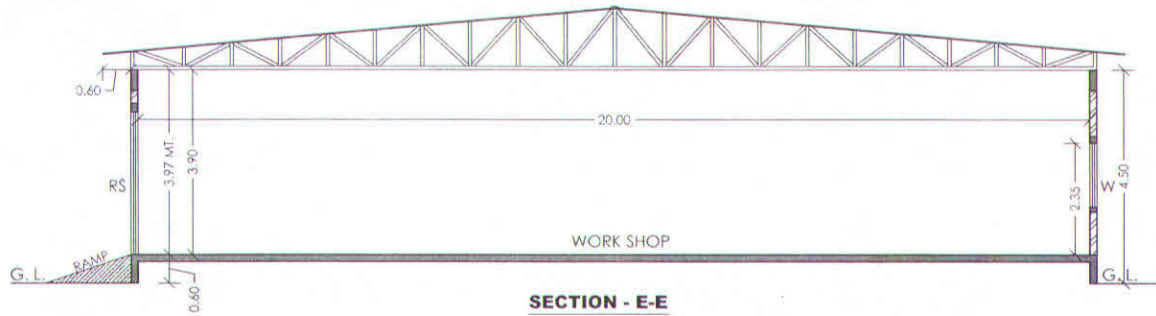 0.60
20.00
3.97 MT.
3.90
RS
2.35
W
4.50
WORK SHOP
RAMP
G. L.
G. L.
0.60
SECTION - E-E